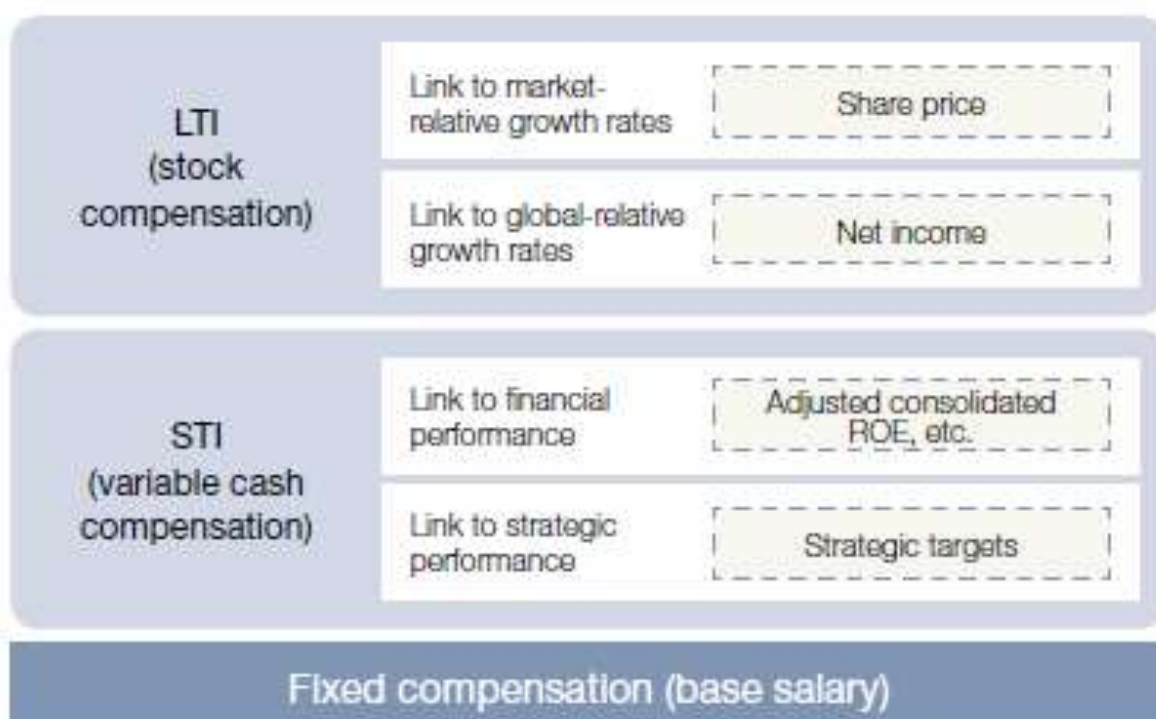 LTI
(stock
compensation)
Link to market-
relative growth rates
Share price
Link to global-relative
growth rates
Net income
STI
(variable cash
compensation)
Link to financial
performance
Adjusted consolidated
ROE, etc.
Link to strategic
performance
Strategic targets
Fixed compensation (base salary)